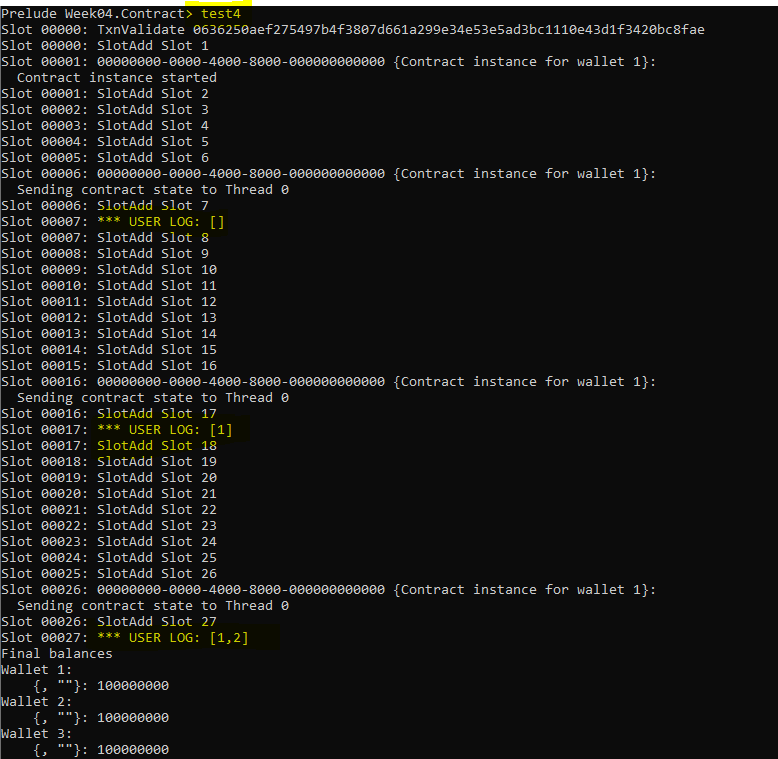 Prelude Week04.Contract> test4
Slot 00000: TxnValidate 0636250aef275497b4f3807d661a299e34e53e5ad3bc1110e43d1f3420bc8fae
Slot 00000: SlotAdd Slot 1
Slot 00001: 00000000-0000-4000-8000-000000000000 {Contract instance for wallet 1}:
  Contract instance started
Slot 00001: SlotAdd Slot 2
Slot 00002: SlotAdd Slot 3
Slot 00003: SlotAdd Slot 4
Slot 00004: SlotAdd Slot 5
Slot 00005: SlotAdd Slot 6
Slot 00006: 00000000-0000-4000-8000-000000000000 {Contract instance for wallet 1}:
  Sending contract state to Thread 0
Slot 00006: SlotAdd Slot 7
Slot 00007: *** USER LOG: []
Slot 00007: SlotAdd Slot 8
Slot 00008: SlotAdd Slot 9
Slot 00009: SlotAdd Slot 10
Slot 00010: SlotAdd Slot 11
Slot 00011: SlotAdd Slot 12
Slot 00012: SlotAdd Slot 13
Slot 00013: SlotAdd Slot 14
Slot 00014: SlotAdd Slot 15
Slot 00015: SlotAdd Slot 16
Slot 00016: 00000000-0000-4000-8000-000000000000 {Contract instance for wallet 1}:
  Sending contract state to Thread 0
Slot 00016: SlotAdd Slot 17
Slot 00017: *** USER LOG: [1]
Slot 00017: SlotAdd Slot 18
Slot 00018: SlotAdd Slot 19
Slot 00019: SlotAdd Slot 20
Slot 00020: SlotAdd Slot 21
Slot 00021: SlotAdd Slot 22
Slot 00022: SlotAdd Slot 23
Slot 00023: SlotAdd Slot 24
Slot 00024: SlotAdd Slot 25
Slot 00025: SlotAdd Slot 26
Slot 00026: 00000000-0000-4000-8000-000000000000 {Contract instance for wallet 1}:
  Sending contract state to Thread 0
Slot 00026: SlotAdd Slot 27
Slot 00027: *** USER LOG: [1,2]
Final balances
Wallet 1:
    {, ""}: 100000000
Wallet 2:
    {, ""}: 100000000
Wallet 3:
    {, ""}: 100000000